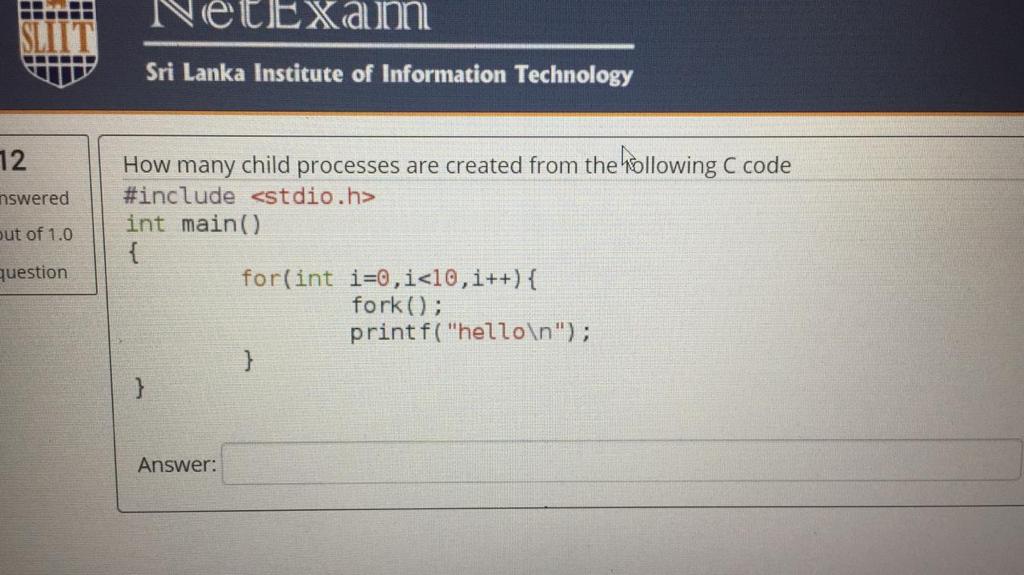 NetExam
SLIIT
Sri Lanka Institute of Information Technology
12
nswered
out of 1.0
question
How many child processes are created from the following C code
#include <stdio.h>
int main()
{
for(int i=0,i<10,i++){
fork();
printf("hello\n");
}
}
Answer: